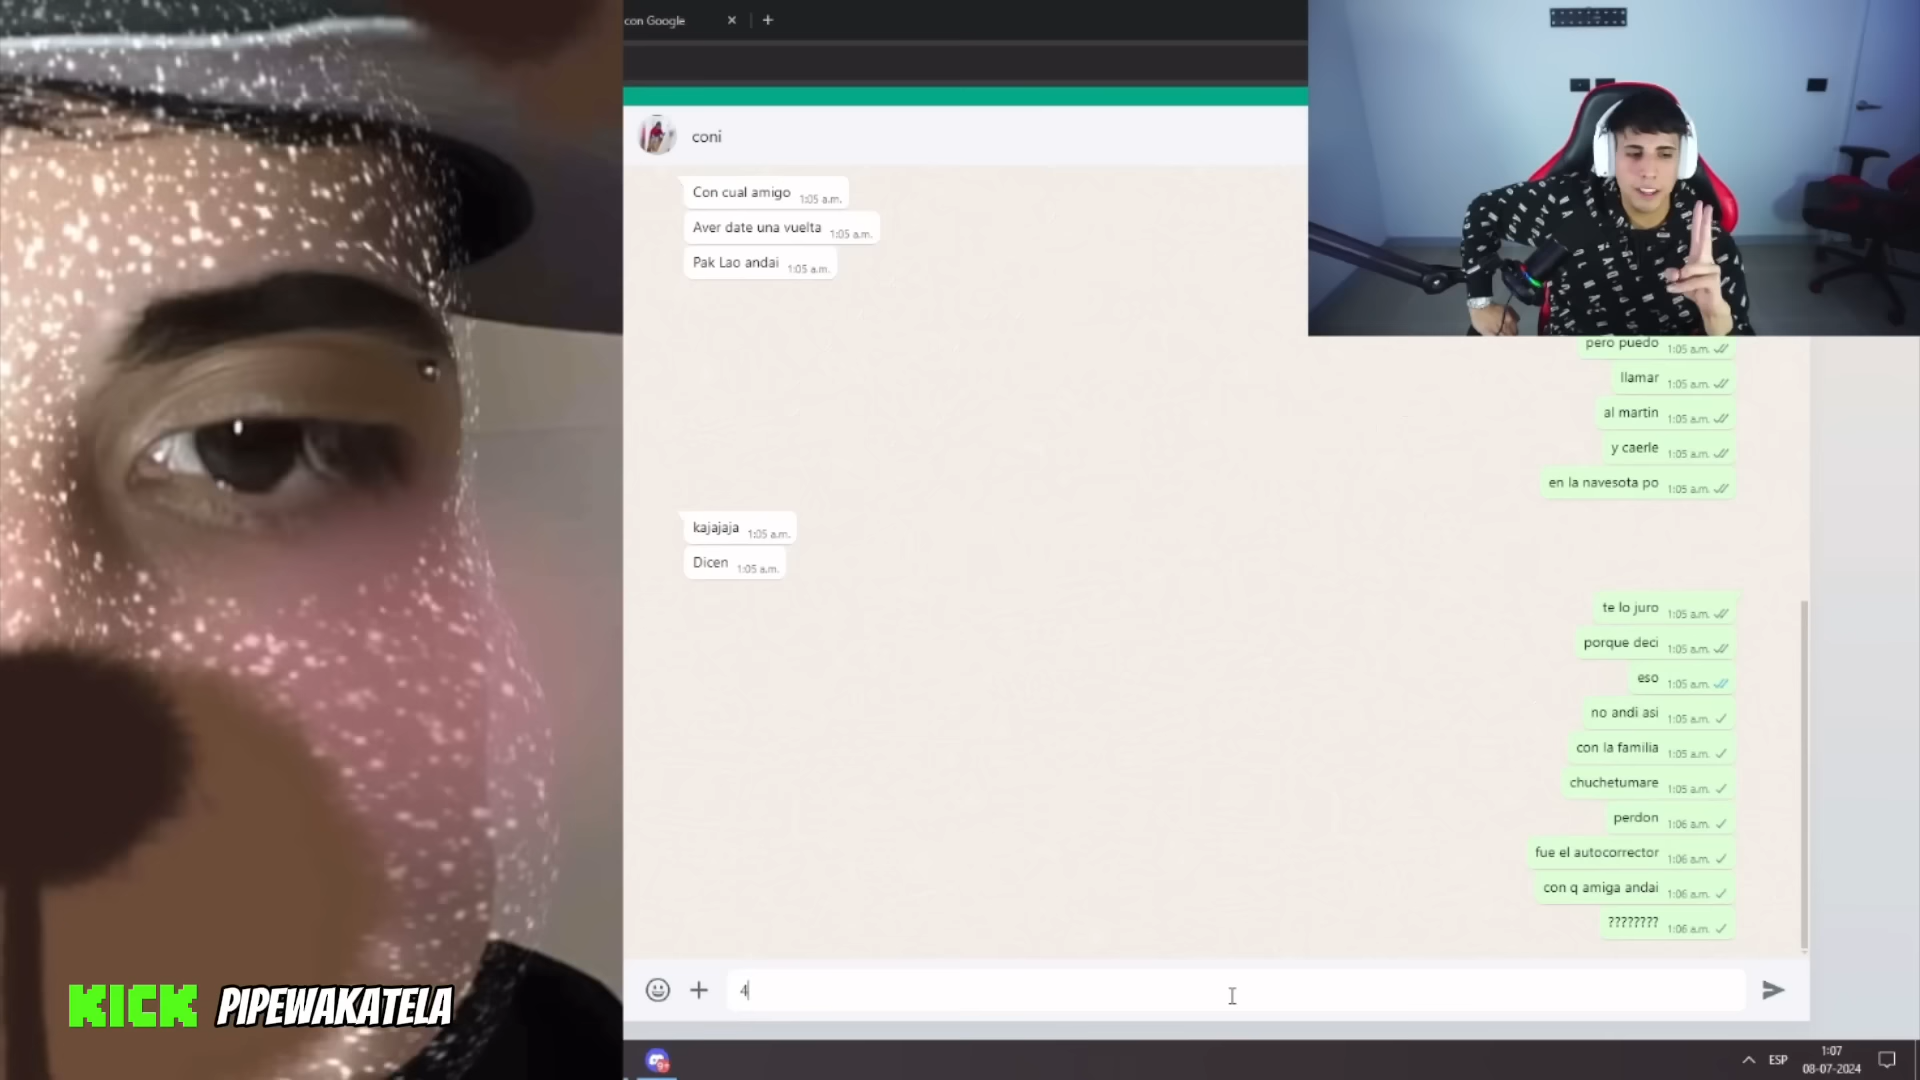 con Google
coni
Con cual amigo 1:05 a.m.
Aver date una vuelta 1:05 a.m.
Pak Lao andai 1:05 a.m.
pero puedo 1:05 a.m.
llamar 1:05 a.m.
al martin 1:05 a.m.
y caerle 1:05 a.m.
en la navesota po 1:05 a.m.
kajajaja 1:05 a.m.
Dicen 1:05 a.m.
te lo juro 1:05 a.m.
porque deci 1:05 a.m.
eso 1:05 a.m.
no andi asi 1:05 a.m.
con la familia 1:05 a.m.
chuchetumare 1:05 a.m.
perdon 1:06 a.m.
fue el autocorrector 1:06 a.m.
con q amiga andai 1:06 a.m.
???????? 1:06 a.m.
4
KICK PIPEWAKATELA
ESP
1:07
08-07-2024